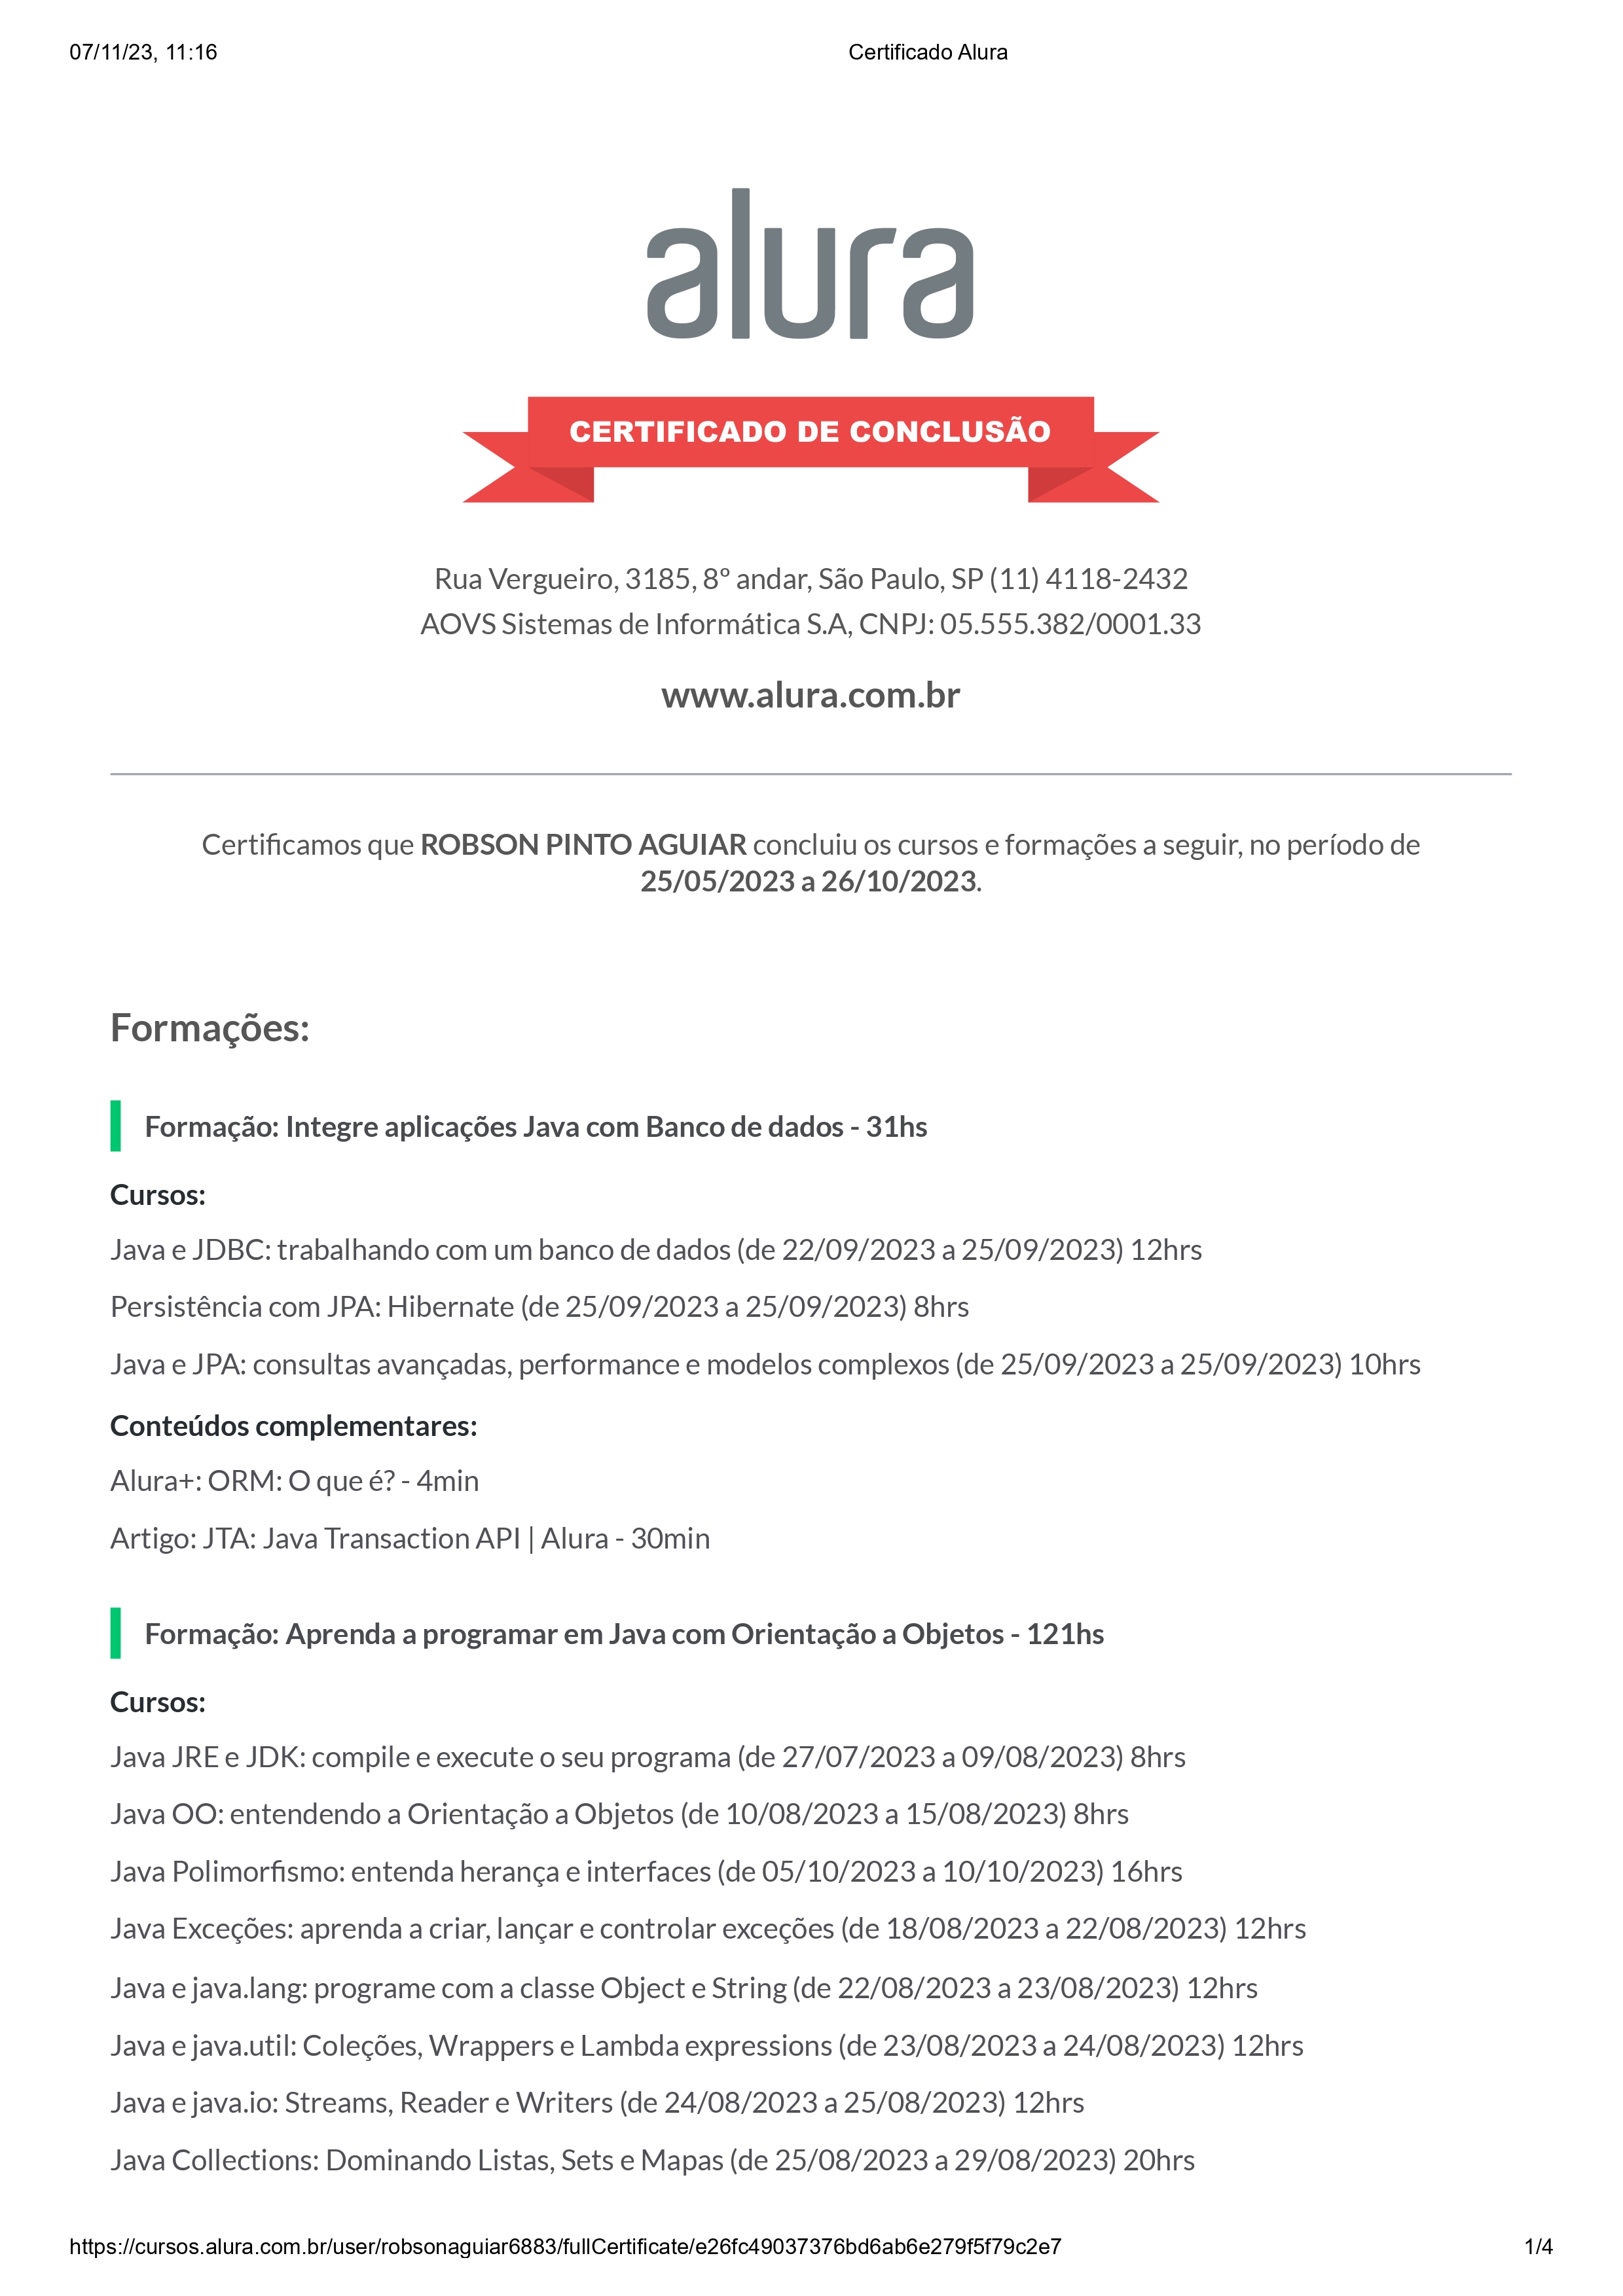 07/11/23, 11:16 Certificado Alura
alura
CERTIFICADO DE CONCLUSÃO
Rua Vergueiro, 3185, 8º andar, São Paulo, SP (11) 4118-2432
AOVS Sistemas de Informática S.A, CNPJ: 05.555.382/0001.33
www.alura.com.br
Certificamos que ROBSON PINTO AGUIAR concluiu os cursos e formações a seguir, no período de
25/05/2023 a 26/10/2023.
Formações:
Formação: Integre aplicações Java com Banco de dados - 31hs
Cursos:
Java e JDBC: trabalhando com um banco de dados (de 22/09/2023 a 25/09/2023) 12hrs
Persistência com JPA: Hibernate (de 25/09/2023 a 25/09/2023) 8hrs
Java e JPA: consultas avançadas, performance e modelos complexos (de 25/09/2023 a 25/09/2023) 10hrs
Conteúdos complementares:
Alura+: ORM: O que é? - 4min
Artigo: JTA: Java Transaction API | Alura - 30min
Formação: Aprenda a programar em Java com Orientação a Objetos - 121hs
Cursos:
Java JRE e JDK: compile e execute o seu programa (de 27/07/2023 a 09/08/2023) 8hrs
Java OO: entendendo a Orientação a Objetos (de 10/08/2023 a 15/08/2023) 8hrs
Java Polimorfismo: entenda herança e interfaces (de 05/10/2023 a 10/10/2023) 16hrs
Java Exceções: aprenda a criar, lançar e controlar exceções (de 18/08/2023 a 22/08/2023) 12hrs
Java e java.lang: programe com a classe Object e String (de 22/08/2023 a 23/08/2023) 12hrs
Java e java.util: Coleções, Wrappers e Lambda expressions (de 23/08/2023 a 24/08/2023) 12hrs
Java e java.io: Streams, Reader e Writers (de 24/08/2023 a 25/08/2023) 12hrs
Java Collections: Dominando Listas, Sets e Mapas (de 25/08/2023 a 29/08/2023) 20hrs
https://cursos.alura.com.br/user/robsonaguiar6883/fullCertificate/e26fc49037376bd6ab6e279f5f79c2e7 1/4